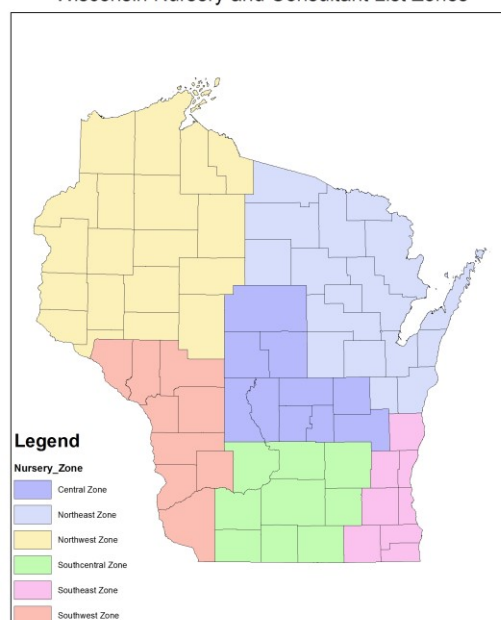 Wisconsin Nursery and Consultant List Zones
Legend
Nursery_Zone
Central Zone
Northeast Zone
Northwest Zone
Southcentral Zone
Southeast Zone
Southwest Zone